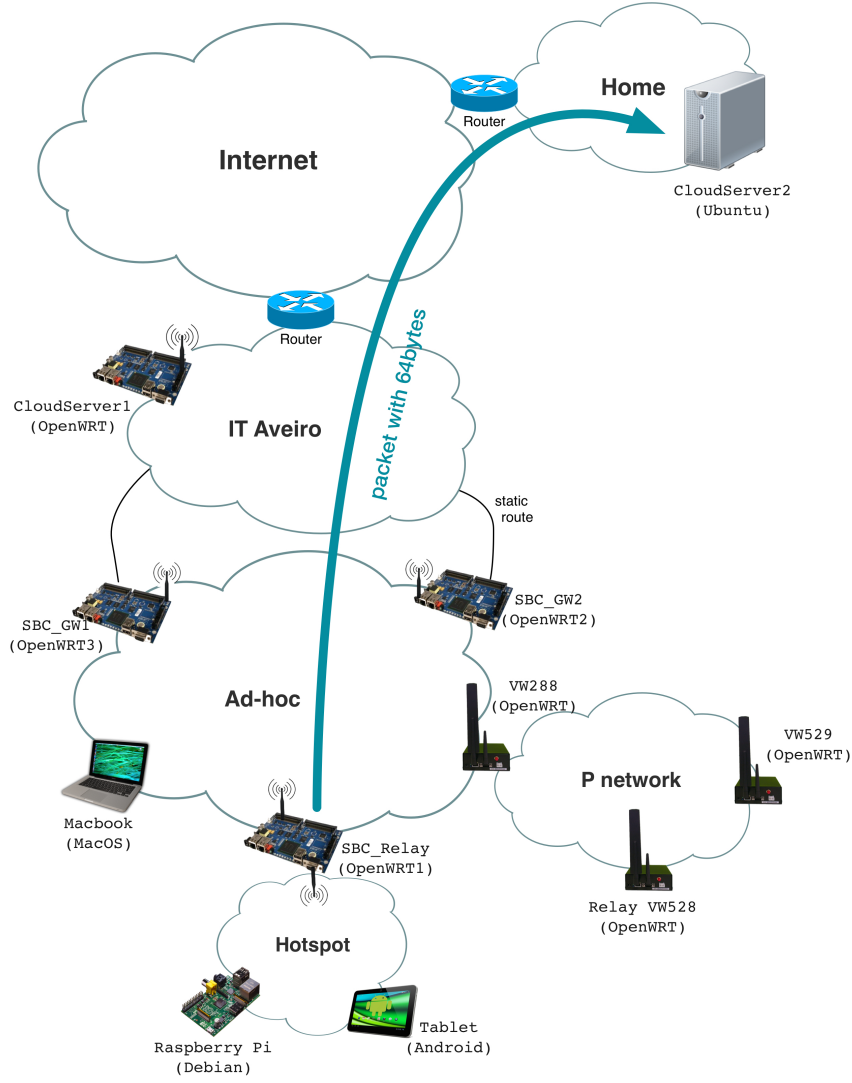 Home
Router
Internet
CloudServer2
(Ubuntu)
Router
packet with 64bytes
CloudServer1
(OpenWRT)
IT Aveiro
static
route
SBC_GW1
(OpenWRT3)
SBC_GW2
(OpenWRT2)
Ad-hoc
VW288
(OpenWRT)
VW529
(OpenWRT)
P network
Macbook
(MacOS)
SBC_Relay
(OpenWRT1)
Relay VW528
(OpenWRT)
Hotspot
Raspberry Pi
(Debian)
Tablet
(Android)